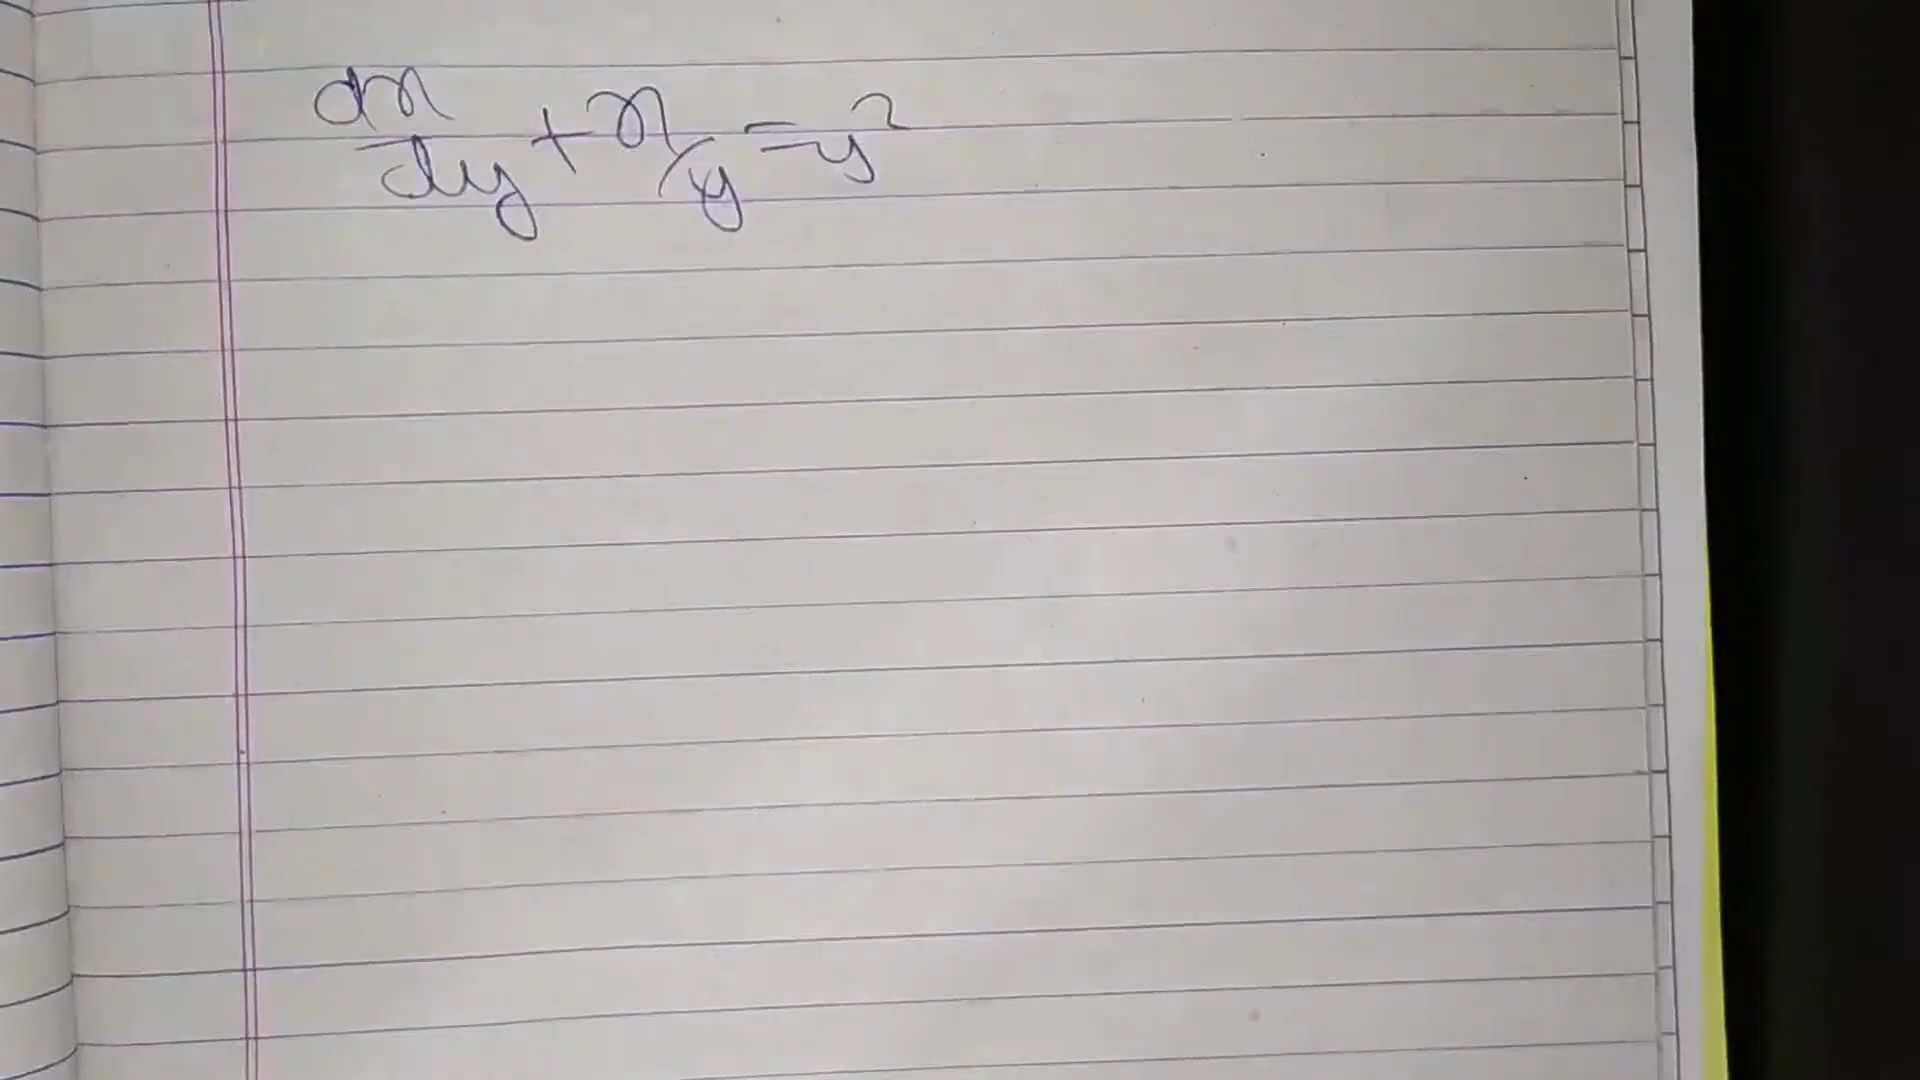 dx/dy + x/y = y²